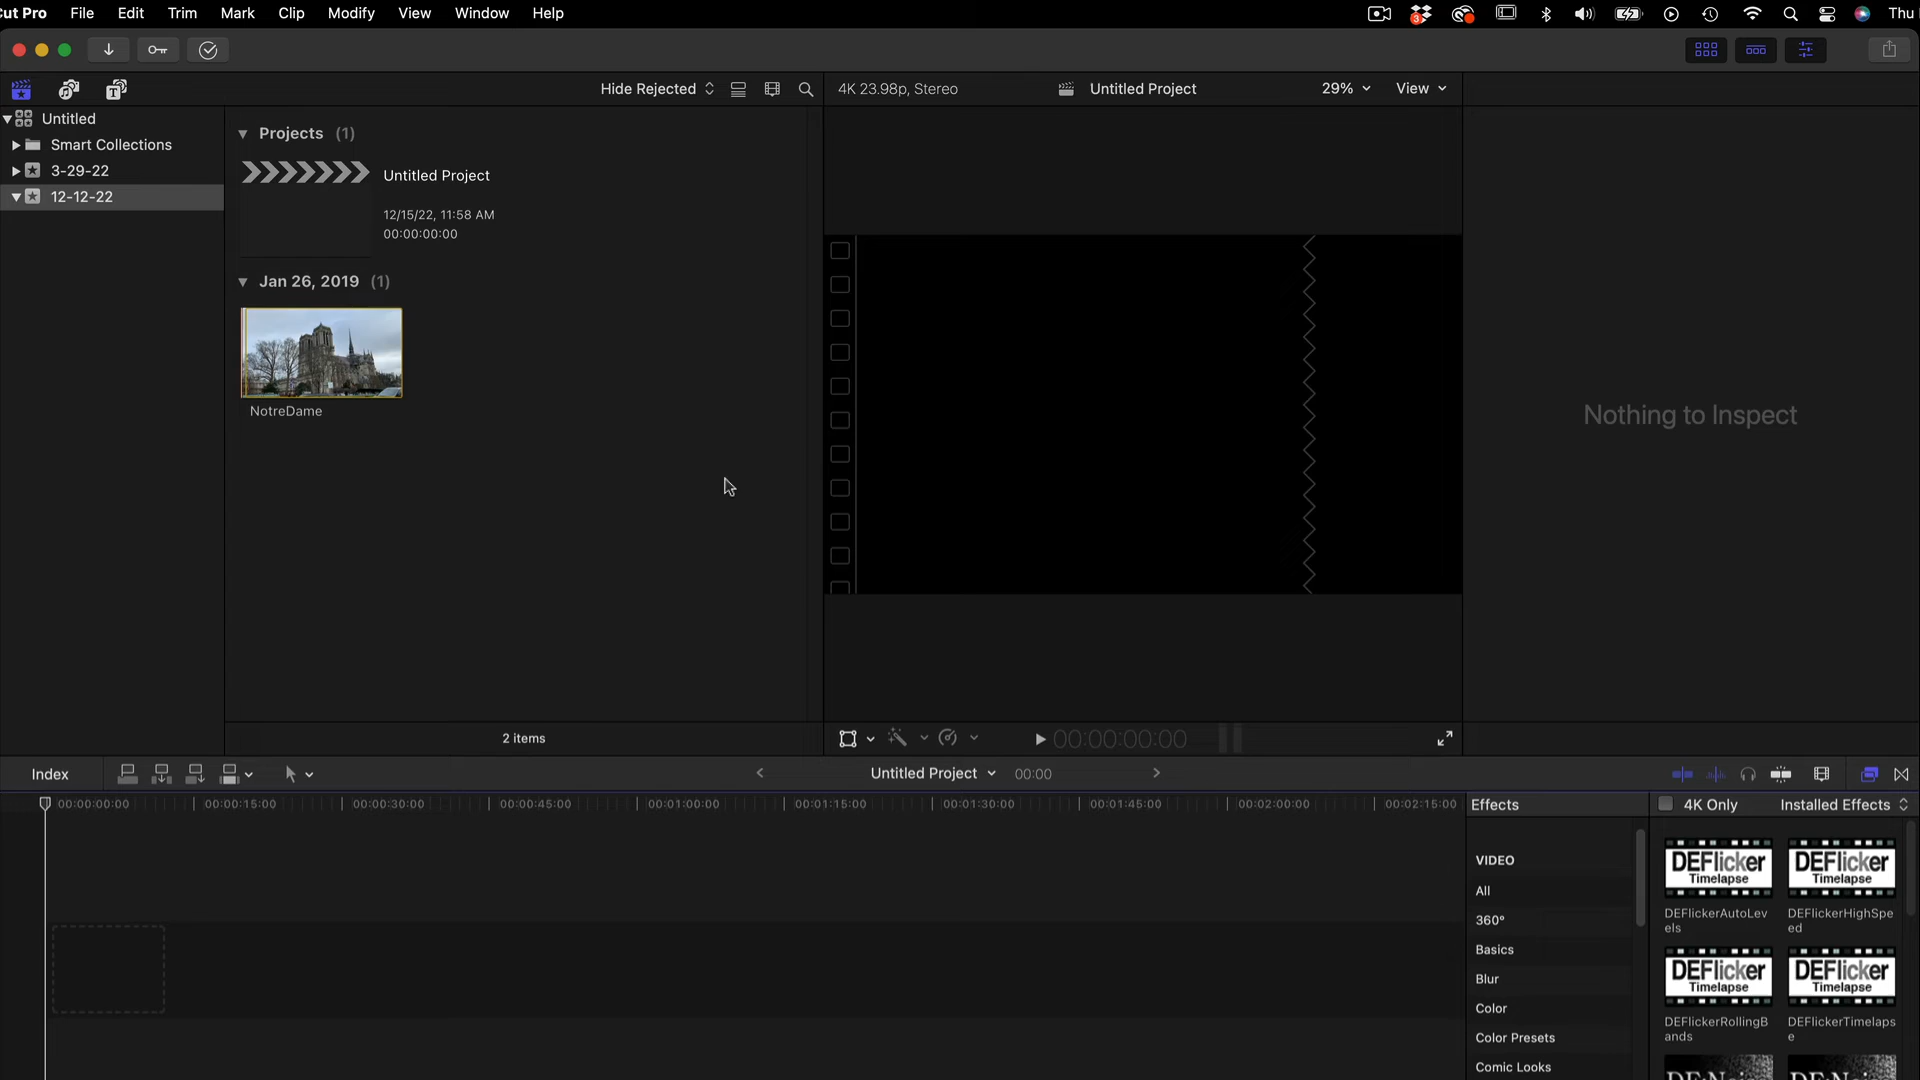 Cut Pro File Edit Trim Mark Clip Modify View Window Help 3 Thu
Hide Rejected 4K 23.98p, Stereo Untitled Project 29% View
Untitled
Smart Collections
3-29-22
12-12-22
Projects (1)
Untitled Project
12/15/22, 11:58 AM
00:00:00:00
Jan 26, 2019 (1)
NotreDame
Nothing to Inspect
2 items
00:00:00:00
Index Untitled Project 00:00
00:00:00:00 00:00:15:00 00:00:30:00 00:00:45:00 00:01:00:00 00:01:15:00 00:01:30:00 00:01:45:00 00:02:00:00 00:02:15:00
Effects 4K Only Installed Effects
VIDEO
All
360°
Basics
Blur
Color
Color Presets
Comic Looks
DEFlicker DEFlicker
Timelapse Timelapse
DEFlickerAutoLev DEFlickerHighSpe
els ed
DEFlicker DEFlicker
Timelapse Timelapse
DEFlickerRollingB DEFlickerTimelaps
ands e